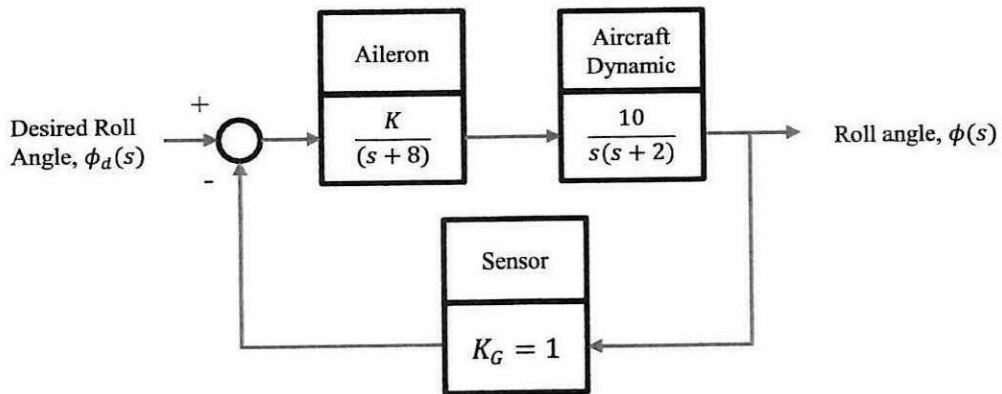 Aileron
Aircraft
Dynamic
+
Desired Roll
Angle, ϕ_d(s)
K
(s + 8)
10
s(s + 2)
Roll angle, ϕ(s)
-
Sensor
K_G = 1